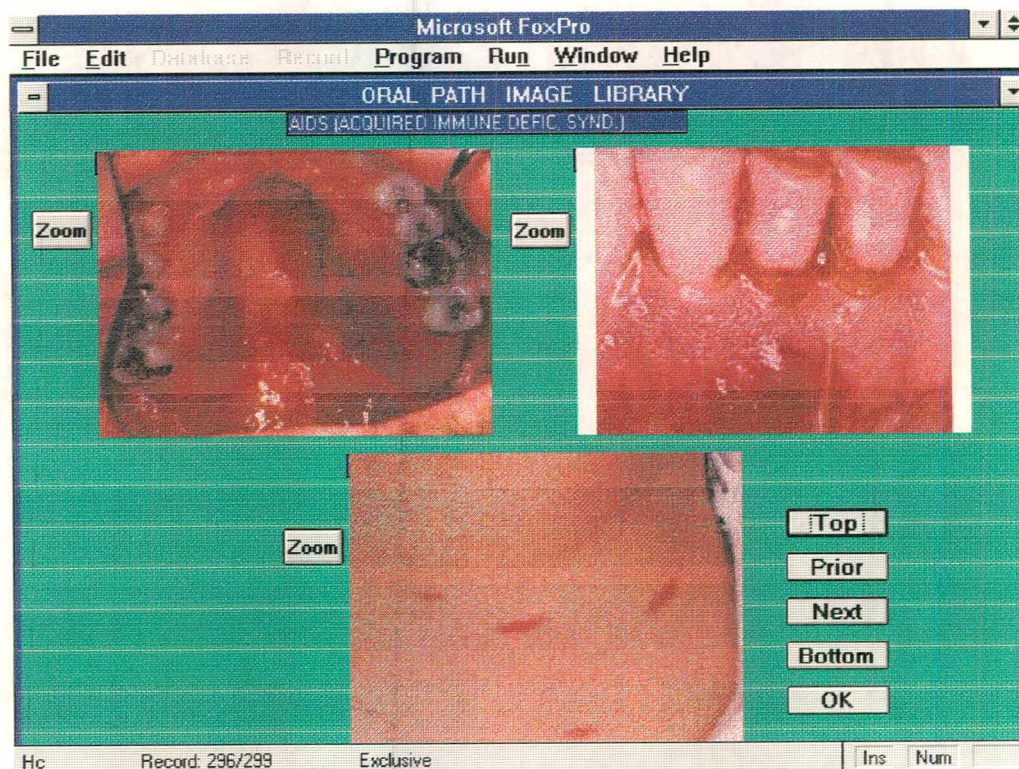 Microsoft FoxPro
File Edit Database Record Program Run Window Help
ORAL PATH IMAGE LIBRARY
AIDS (ACQUIRED IMMUNE DEFIC. SYND.)
Zoom
Zoom
Zoom
Top
Prior
Next
Bottom
OK
Hc Record: 296/299 Exclusive Ins Num